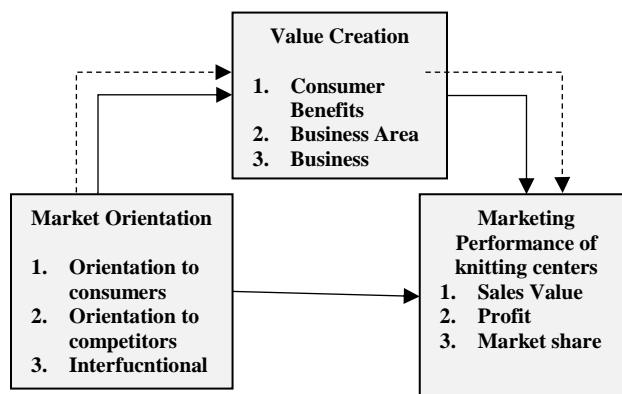 Value Creation
1. Consumer
Benefits
2. Business Area
3. Business
Market Orientation
1. Orientation to
consumers
2. Orientation to
competitors
3. Interfucntional
Marketing
Performance of
knitting centers
1. Sales Value
2. Profit
3. Market share